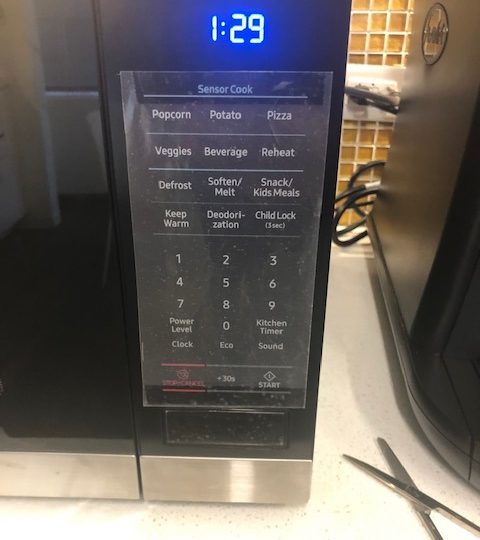 1:29
Sensor Cook
Popcorn Potato Pizza
Veggies Beverage Reheat
Defrost Soften/ Melt Snack/ Kids Meals
Keep Warm Deodori- zation Child Lock (3sec)
1 2 3
4 5 6
7 8 9
Power Level 0 Kitchen Timer
Clock Eco Sound
STOP/CANCEL +30s START